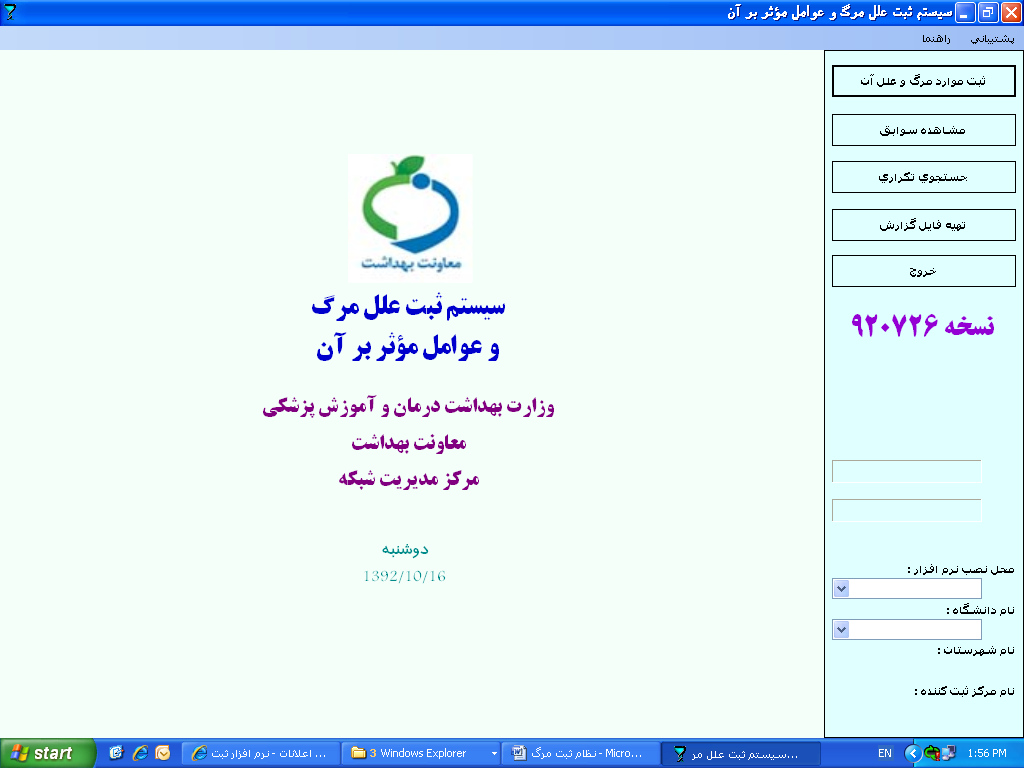 سیستم ثبت علل مرگ و عوامل مؤثر بر آن
پشتیباني
راهنما
ثبت موارد مرگ و علل آن
مشاهده سوابق
جستجوي تکراري
تهیه فایل گزارش
خروج
نسخه ۹۲۰۷۲۶
معاونت بهداشت
سیستم ثبت علل مرگ
و عوامل مؤثر بر آن
وزارت بهداشت درمان و آموزش پزشکی
معاونت بهداشت
مرکز مدیریت شبکه
دوشنبه
1392/10/16
محل نصب نرم افزار :
نام دانشگاه :
نام شهرستان :
نام مرکز ثبت کننده :
start
اعلانات - نرم افزار ثبت ...
3 Windows Explorer
نظام ثبت مرگ - Micro...
سیستم ثبت علل مر...
EN
1:56 PM